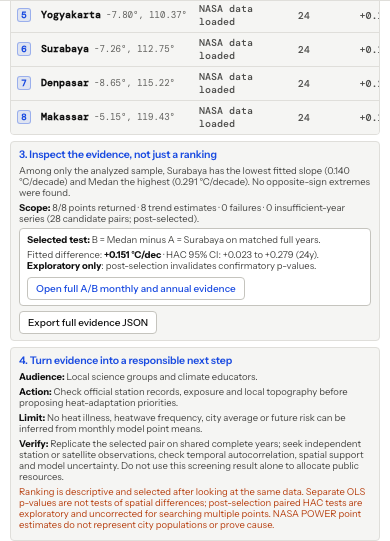 5 Yogyakarta -7.80°, 110.37° NASA data loaded 24
6 Surabaya -7.26°, 112.75° NASA data loaded 24 +0.
7 Denpasar -8.65°, 115.22° NASA data loaded 24 +0.
8 Makassar -5.15°, 119.43° NASA data loaded 24 +0.
3. Inspect the evidence, not just a ranking
Among only the analyzed sample, Surabaya has the lowest fitted slope (0.140
°C/decade) and Medan the highest (0.291 °C/decade). No opposite-sign extremes
were found.
Scope: 8/8 points returned · 8 trend estimates · 0 failures · 0 insufficient-year
series (28 candidate pairs; post-selected).
Selected test: B = Medan minus A = Surabaya on matched full years.
Fitted difference: +0.151 °C/dec · HAC 95% CI: +0.023 to +0.279 (24y).
Exploratory only: post-selection invalidates confirmatory p-values.
Open full A/B monthly and annual evidence
Export full evidence JSON
4. Turn evidence into a responsible next step
Audience: Local science groups and climate educators.
Action: Check official station records, exposure and local topography before
proposing heat-adaptation priorities.
Limit: No heat illness, heatwave frequency, city average or future risk can be
inferred from monthly model point means.
Verify: Replicate the selected pair on shared complete years; seek independent
station or satellite observations, check temporal autocorrelation, spatial support
and model uncertainty. Do not use this screening result alone to allocate public
resources.
Ranking is descriptive and selected after looking at the same data. Separate OLS
p-values are not tests of spatial differences; post-selection paired HAC tests are
exploratory and uncorrected for searching multiple points. NASA POWER point
estimates do not represent city populations or prove cause.